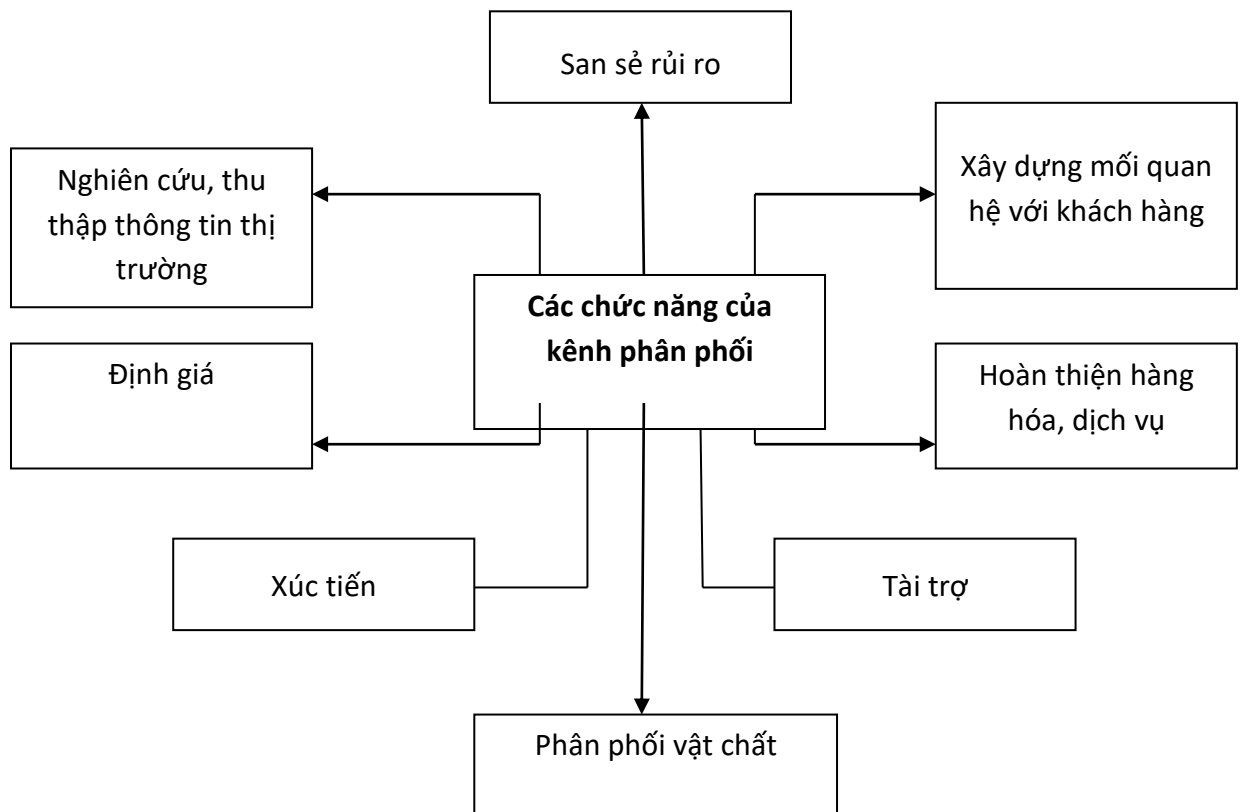 San sẻ rủi ro
Nghiên cứu, thu
thập thông tin thị
trường
Xây dựng mối quan
hệ với khách hàng
Các chức năng của
kênh phân phối
Định giá
Hoàn thiện hàng
hóa, dịch vụ
Xúc tiến
Tài trợ
Phân phối vật chất